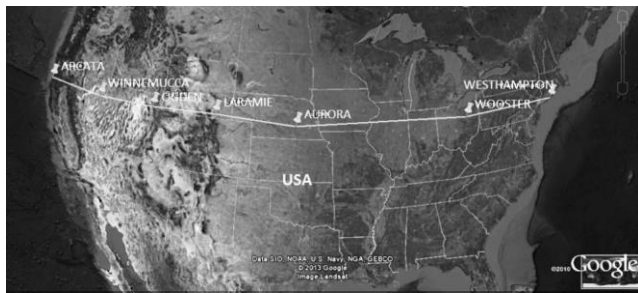 ARCATA
WINNEMUCCA
OGDEN
LARAMIE
AURORA
WESTHAMPTON
WOOSTER
USA
Data SIO, NOAA, U.S. Navy, NGA, GEBCO
© 2013 Google
Image Landsat
©2010 Google